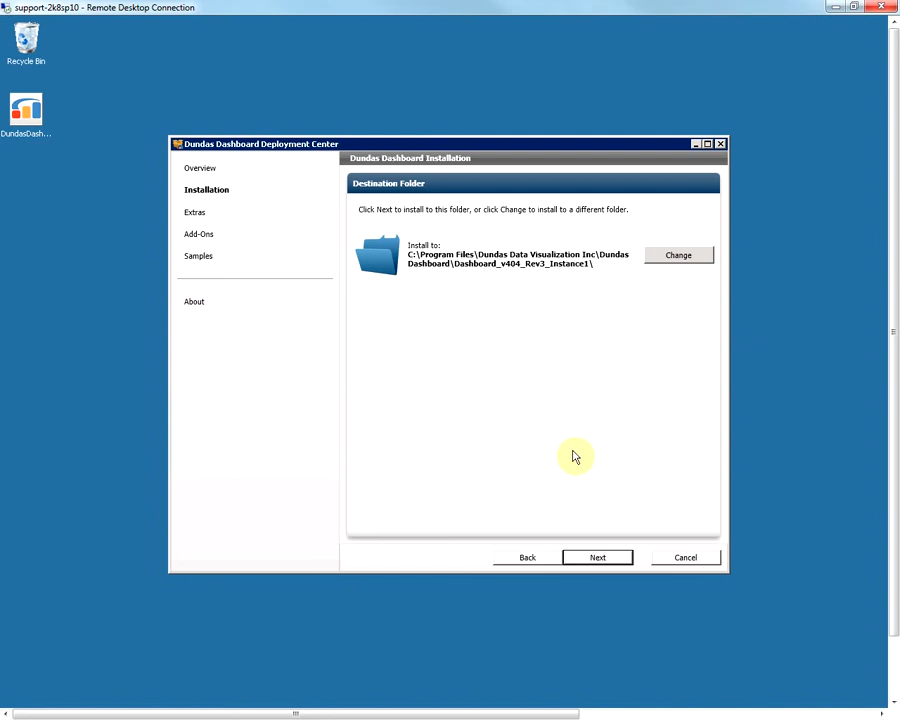 support-2k8sp10 - Remote Desktop Connection
Recycle Bin
DundasDash...
Dundas Dashboard Deployment Center
Overview
Installation
Extras
Add-Ons
Samples
About
Dundas Dashboard Installation
Destination Folder
Click Next to install to this folder, or click Change to install to a different folder.
Install to:
C:\Program Files\Dundas Data Visualization Inc\Dundas
Dashboard\Dashboard_v404_Rev3_Instance1\
Change
Back
Next
Cancel